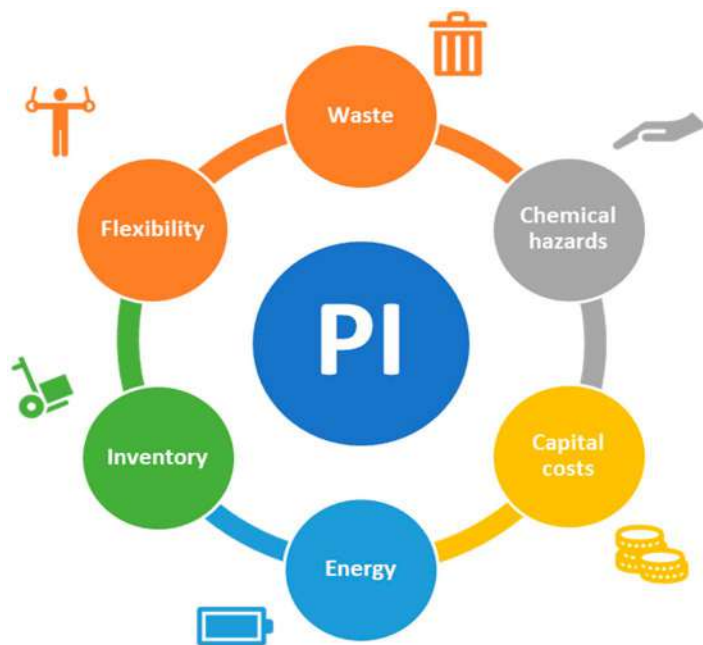 Waste
Chemical
hazards
Capital
costs
Energy
Inventory
Flexibility
PI